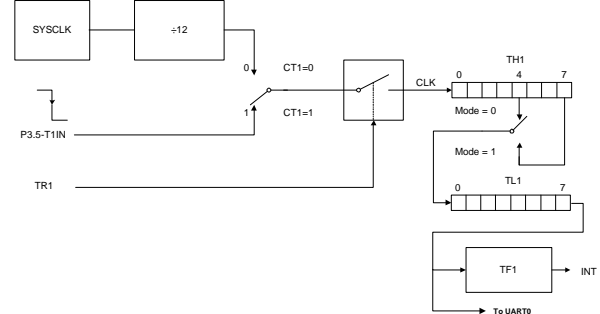 SYSCLK
÷12
0
CT1=0
1
CT1=1
P3.5-T1IN
TR1
CLK
TH1
0 4 7
Mode = 0
Mode = 1
TL1
0 7
TF1
INT
To UART0